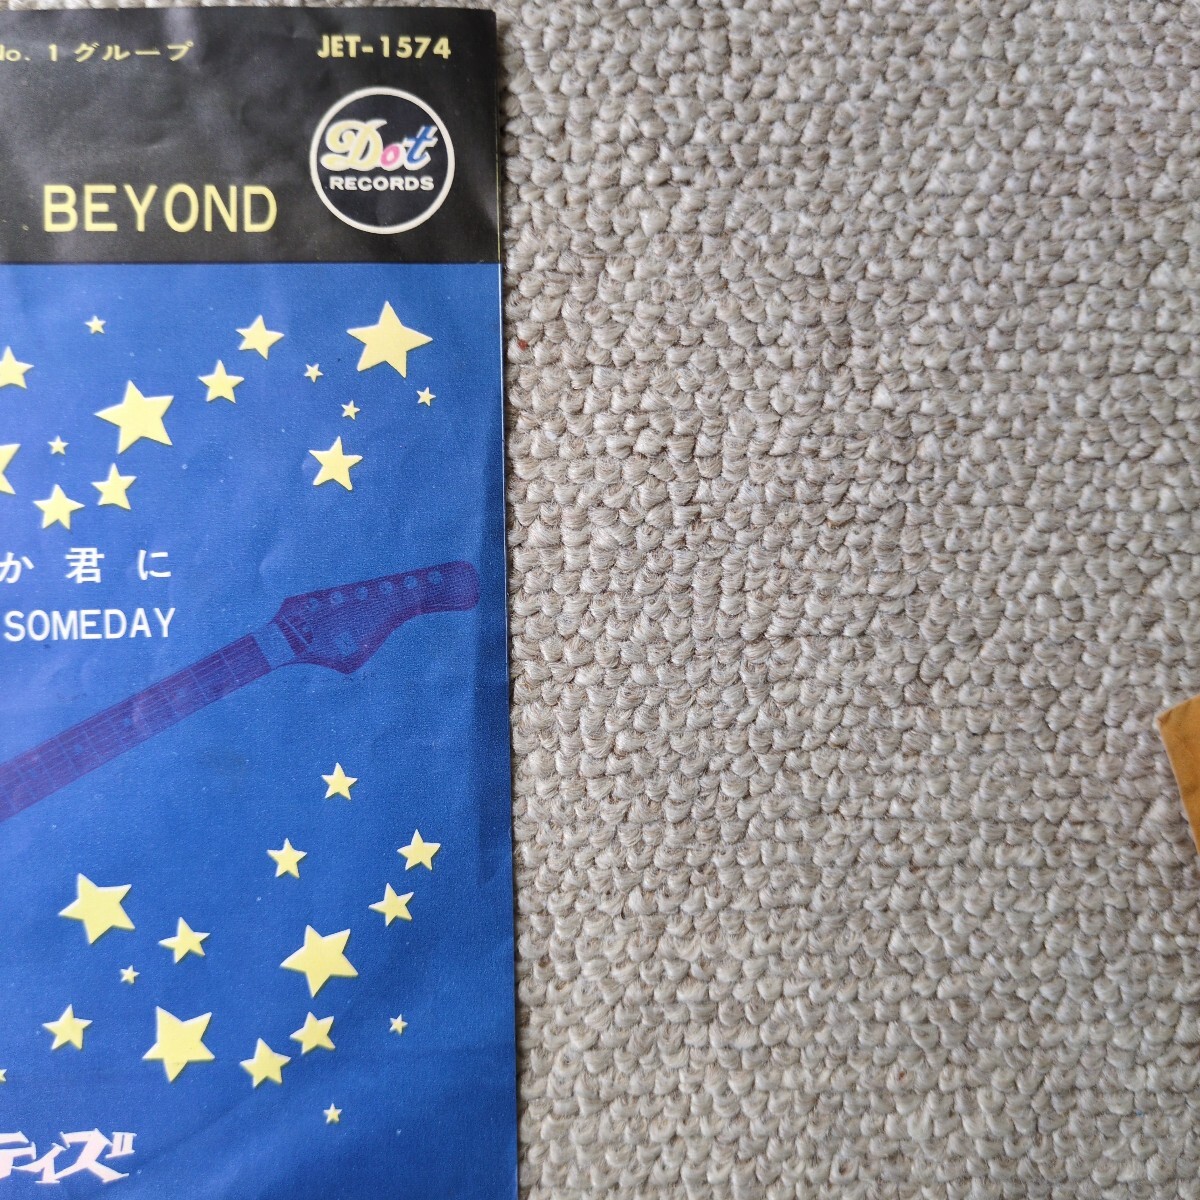 No. 1 グループ JET-1574
Dot
RECORDS
BEYOND
か 君 に
SOMEDAY
ティズ